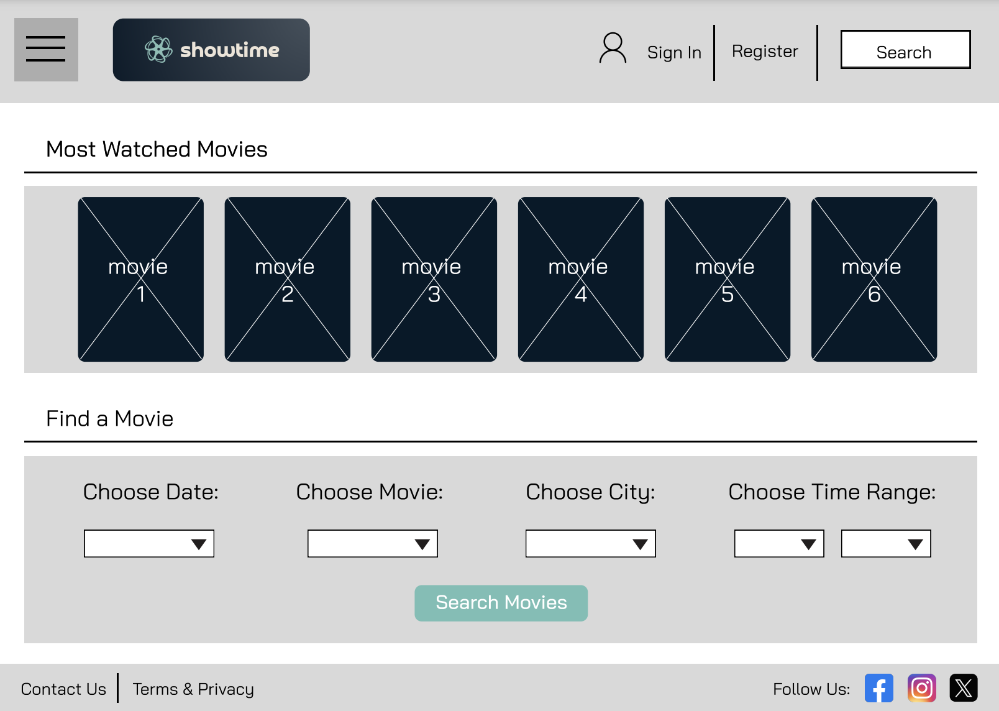 showtime
Sign In
Register
Search
Most Watched Movies
movie
1
movie
2
movie
3
movie
4
movie
5
movie
6
Find a Movie
Choose Date:
Choose Movie:
Choose City:
Choose Time Range:
Search Movies
Contact Us
Terms & Privacy
Follow Us: